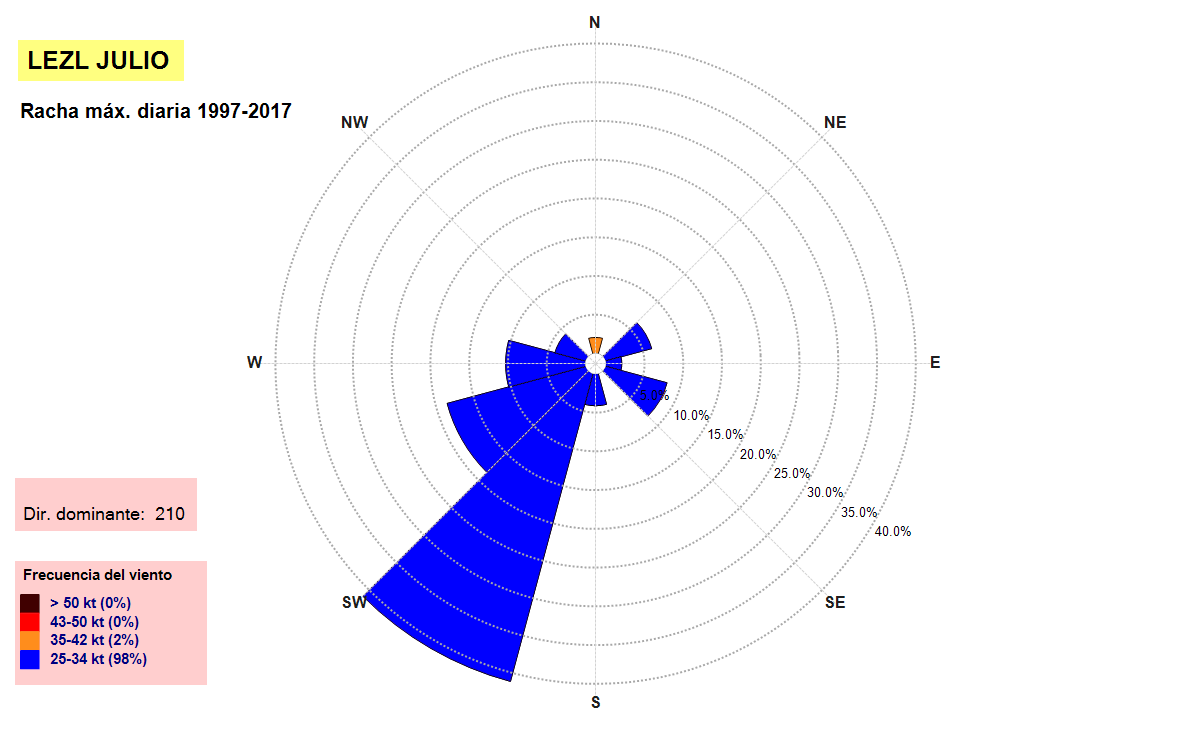 N
LEZL JULIO
Racha máx. diaria 1997-2017
NW
NE
W
E
5.0%
10.0%
15.0%
20.0%
25.0%
30.0%
35.0%
40.0%
Dir. dominante: 210
Frecuencia del viento
> 50 kt (0%)
43-50 kt (0%)
35-42 kt (2%)
25-34 kt (98%)
SW
SE
S